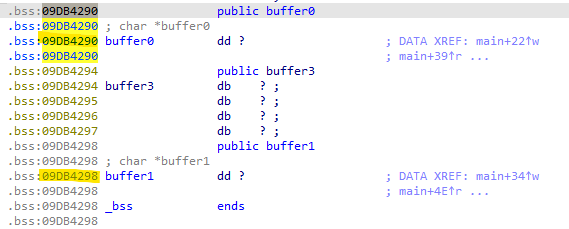 .bss:09DB4290 public buffer0
.bss:09DB4290 ; char *buffer0
.bss:09DB4290 buffer0 dd ? ; DATA XREF: main+22↑w
.bss:09DB4290 ; main+39↑r ...
.bss:09DB4294 public buffer3
.bss:09DB4294 buffer3 db ? ;
.bss:09DB4295 db ? ;
.bss:09DB4296 db ? ;
.bss:09DB4297 db ? ;
.bss:09DB4298 public buffer1
.bss:09DB4298 ; char *buffer1
.bss:09DB4298 buffer1 dd ? ; DATA XREF: main+34↑w
.bss:09DB4298 ; main+4E↑r ...
.bss:09DB4298 _bss ends
.bss:09DB4298